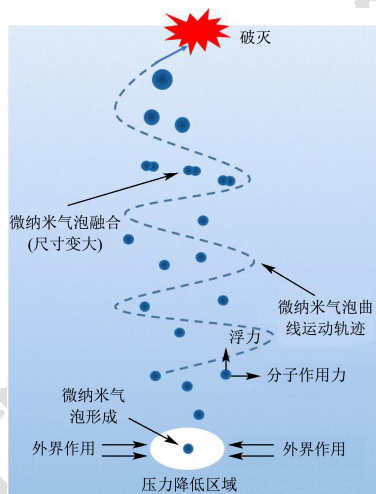 破灭
微纳米气泡融合
(尺寸变大)
微纳米气泡曲
线运动轨迹
浮力
分子作用力
微纳米气
泡形成
外界作用
外界作用
压力降低区域